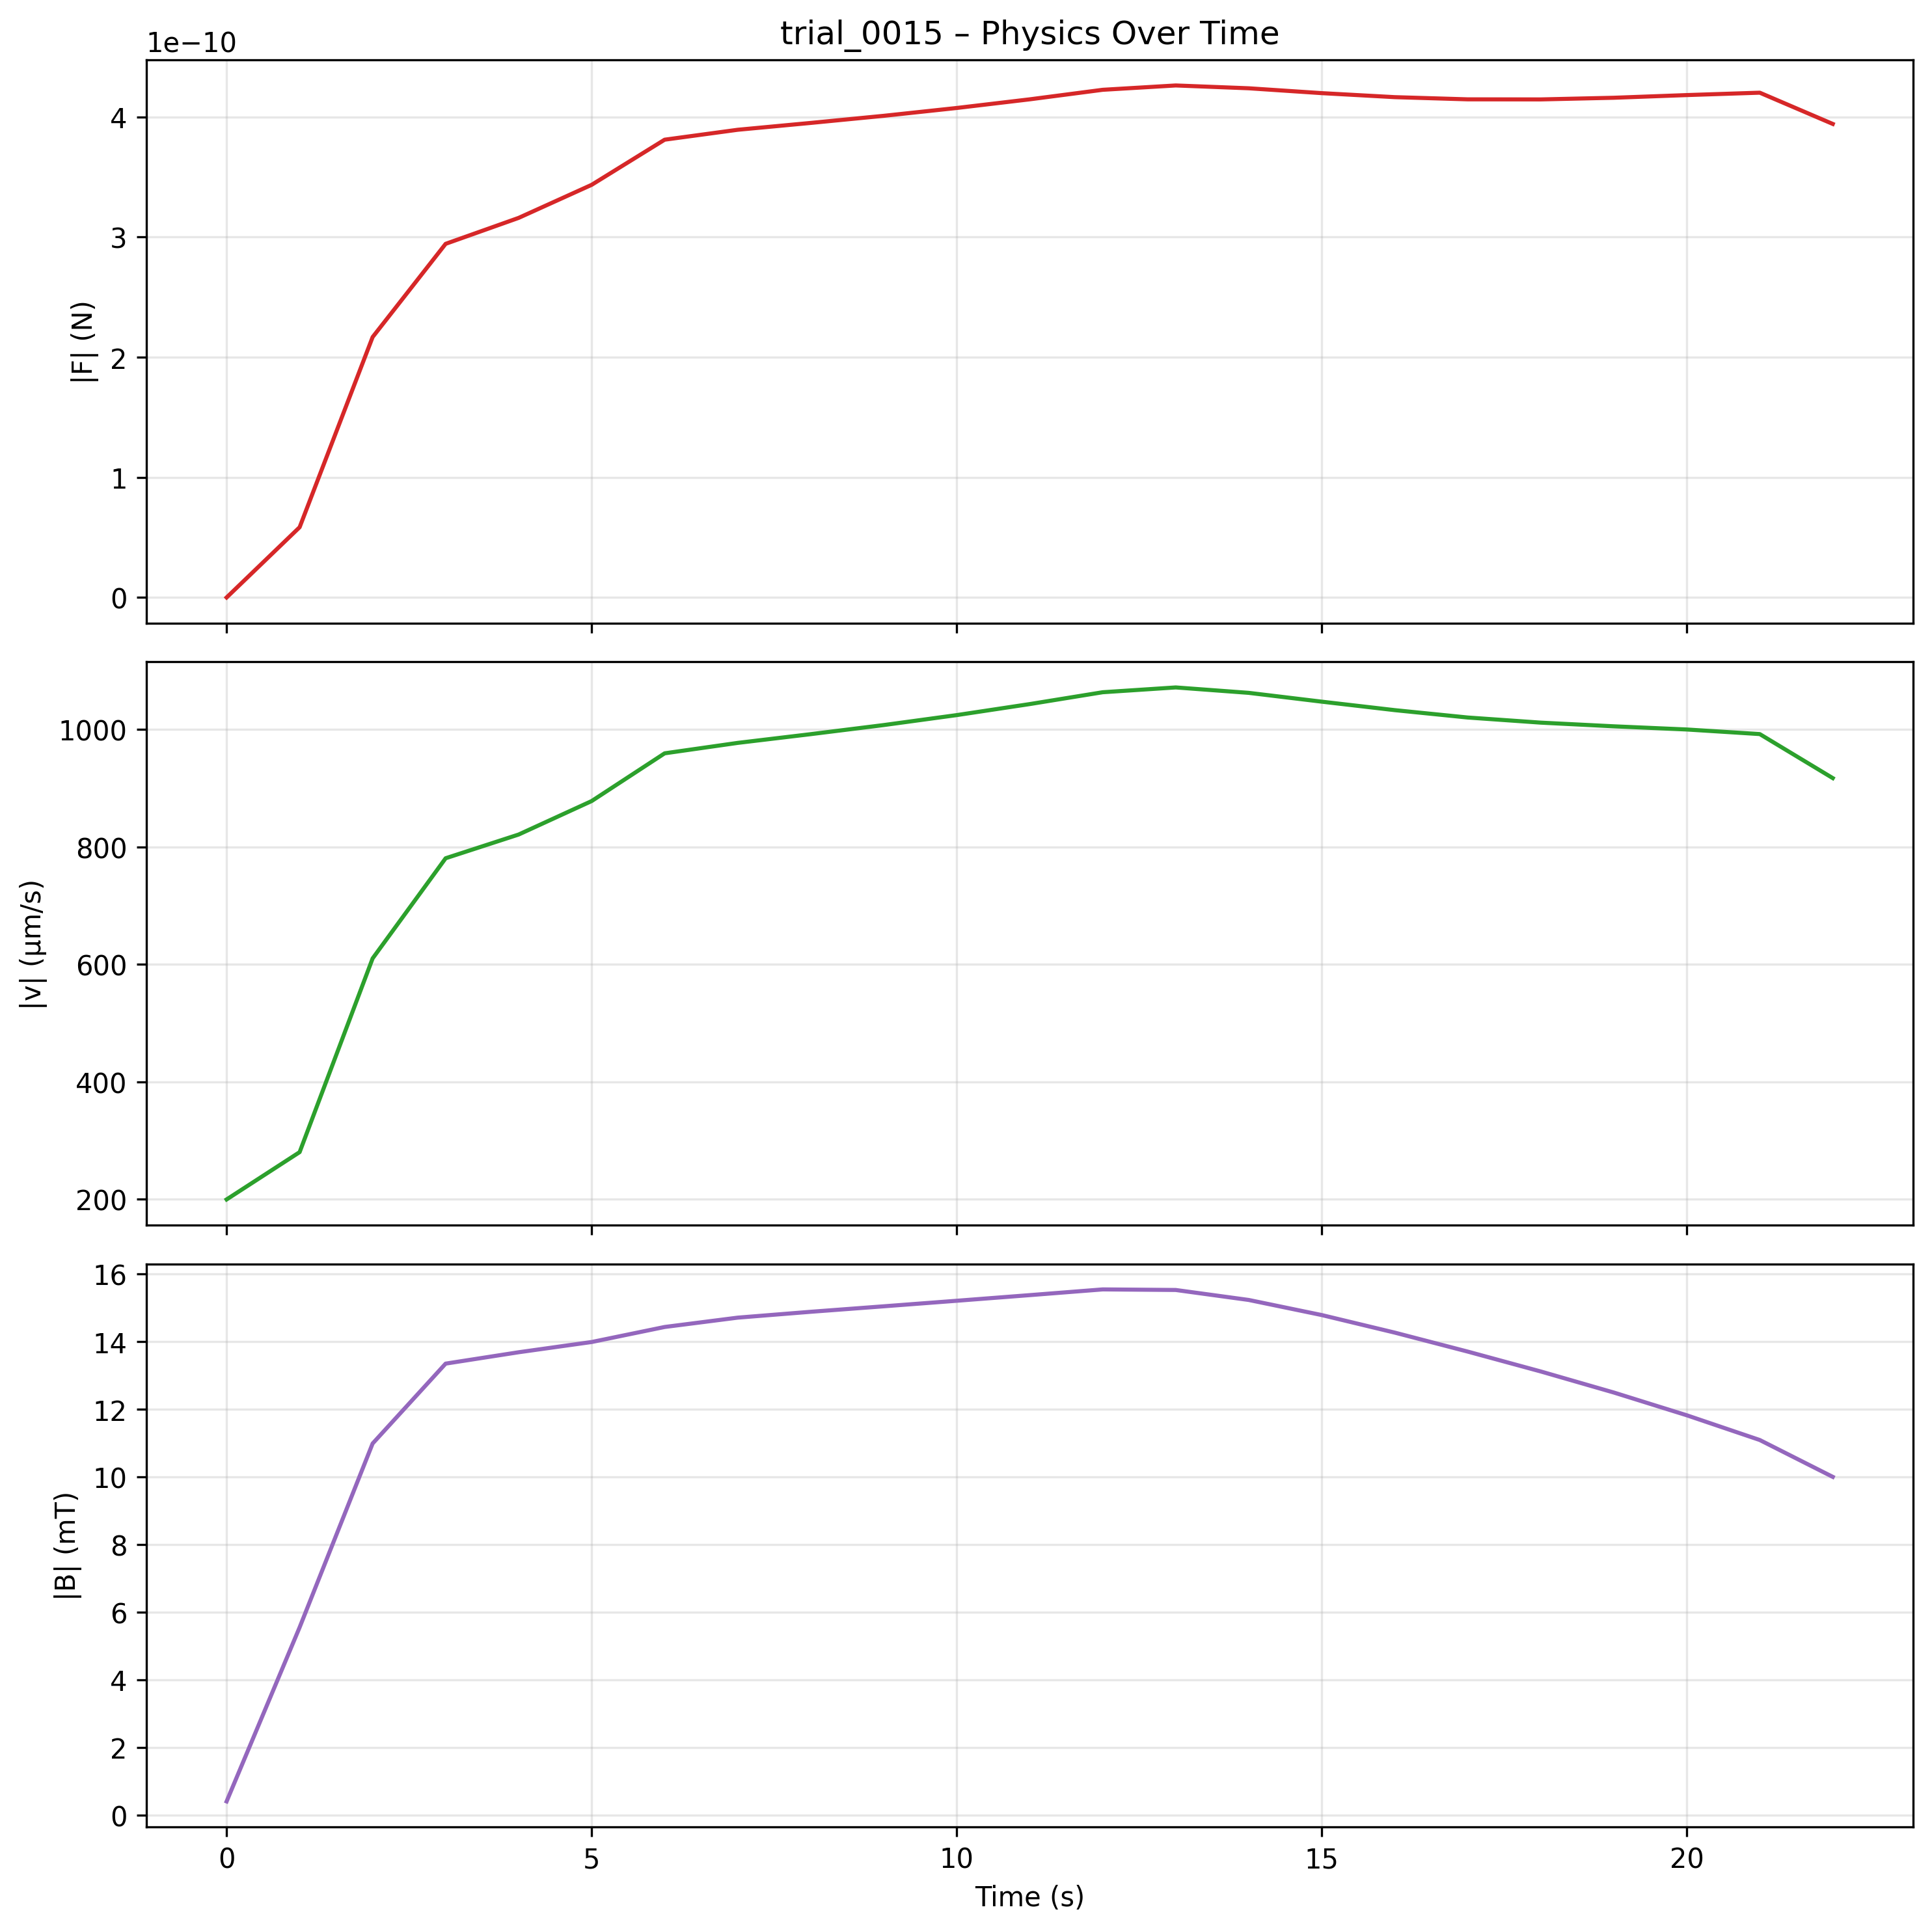 trial_0015 – Physics Over Time
1e−10
4
3
2
1
0
|F| (N)
1000
800
600
400
200
|v| (µm/s)
16
14
12
10
8
6
4
2
0
|B| (mT)
0 5 10 15 20
Time (s)